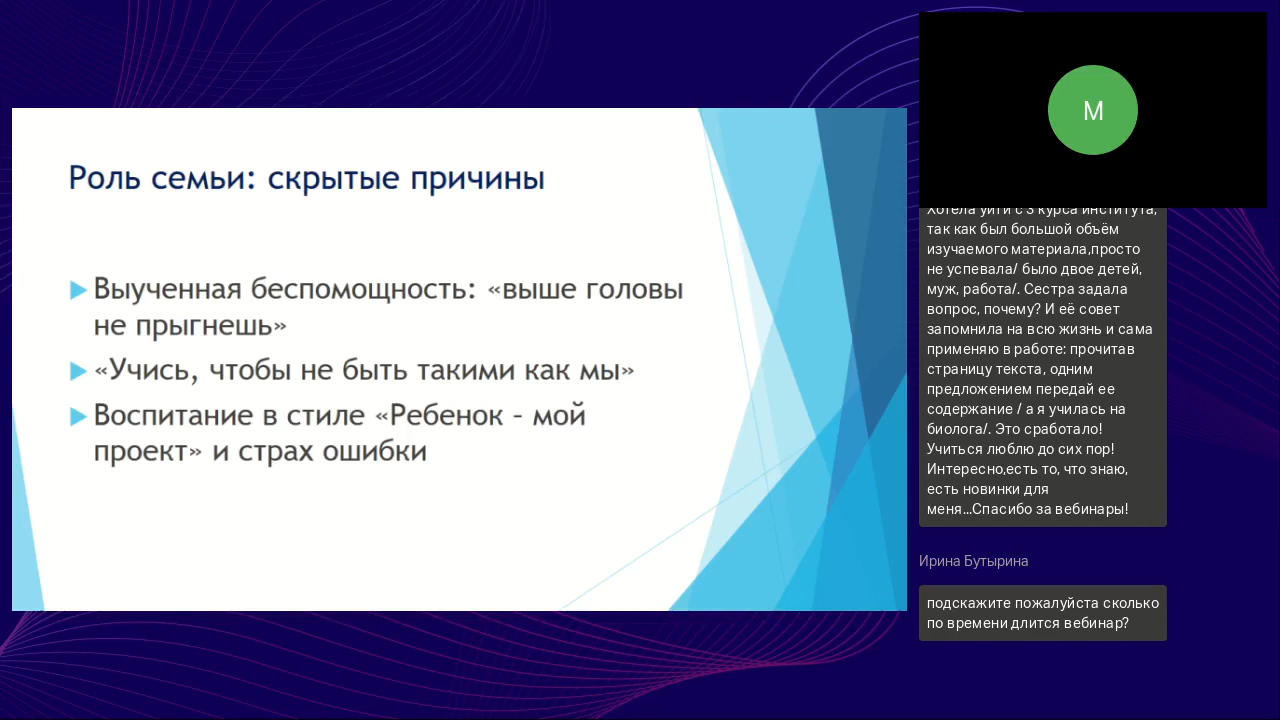 Роль семьи: скрытые причины
Выученная беспомощность: «выше головы
не прыгнешь»
«Учись, чтобы не быть такими как мы»
Воспитание в стиле «Ребенок – мой
проект» и страх ошибки
М
Хотела уйти с 3 курса института,
так как был большой объём
изучаемого материала,просто
не успевала/ было двое детей,
муж, работа/. Сестра задала
вопрос, почему? И её совет
запомнила на всю жизнь и сама
применяю в работе: прочитав
страницу текста, одним
предложением передай ее
содержание / а я училась на
биолога/. Это сработало!
Учиться люблю до сих пор!
Интересно,есть то, что знаю,
есть новинки для
меня...Спасибо за вебинары!
Ирина Бутырина
подскажите пожалуйста сколько
по времени длится вебинар?